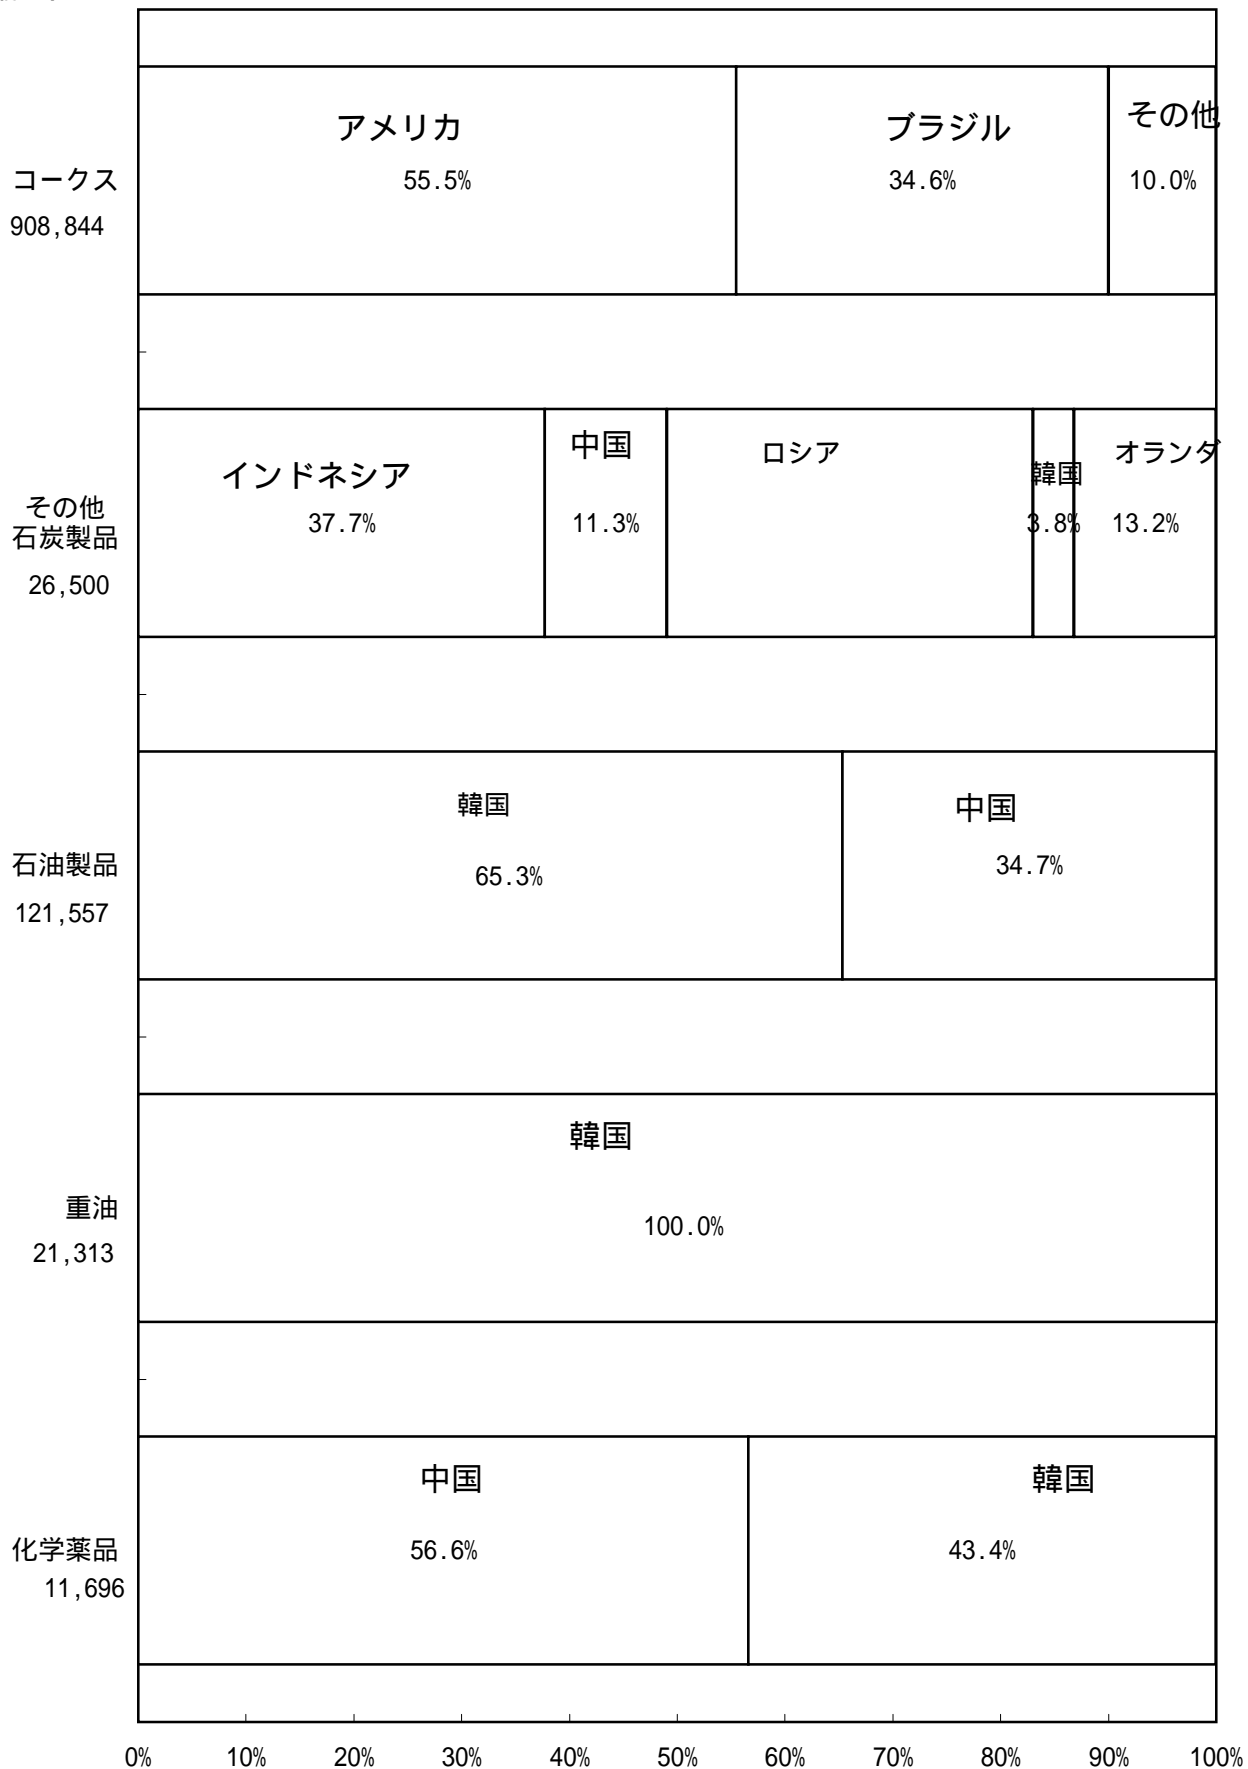 アメリカ ブラジル その他
コークス 55.5% 34.6% 10.0%
908,844
インドネシア 中国 ロシア 韓国 オランダ
その他
石炭製品 37.7% 11.3% 3.8% 13.2%
26,500
韓国 中国
石油製品 65.3% 34.7%
121,557
韓国
重油
100.0%
21,313
中国 韓国
化学薬品 56.6% 43.4%
11,696
0% 10% 20% 30% 40% 50% 60% 70% 80% 90% 100%